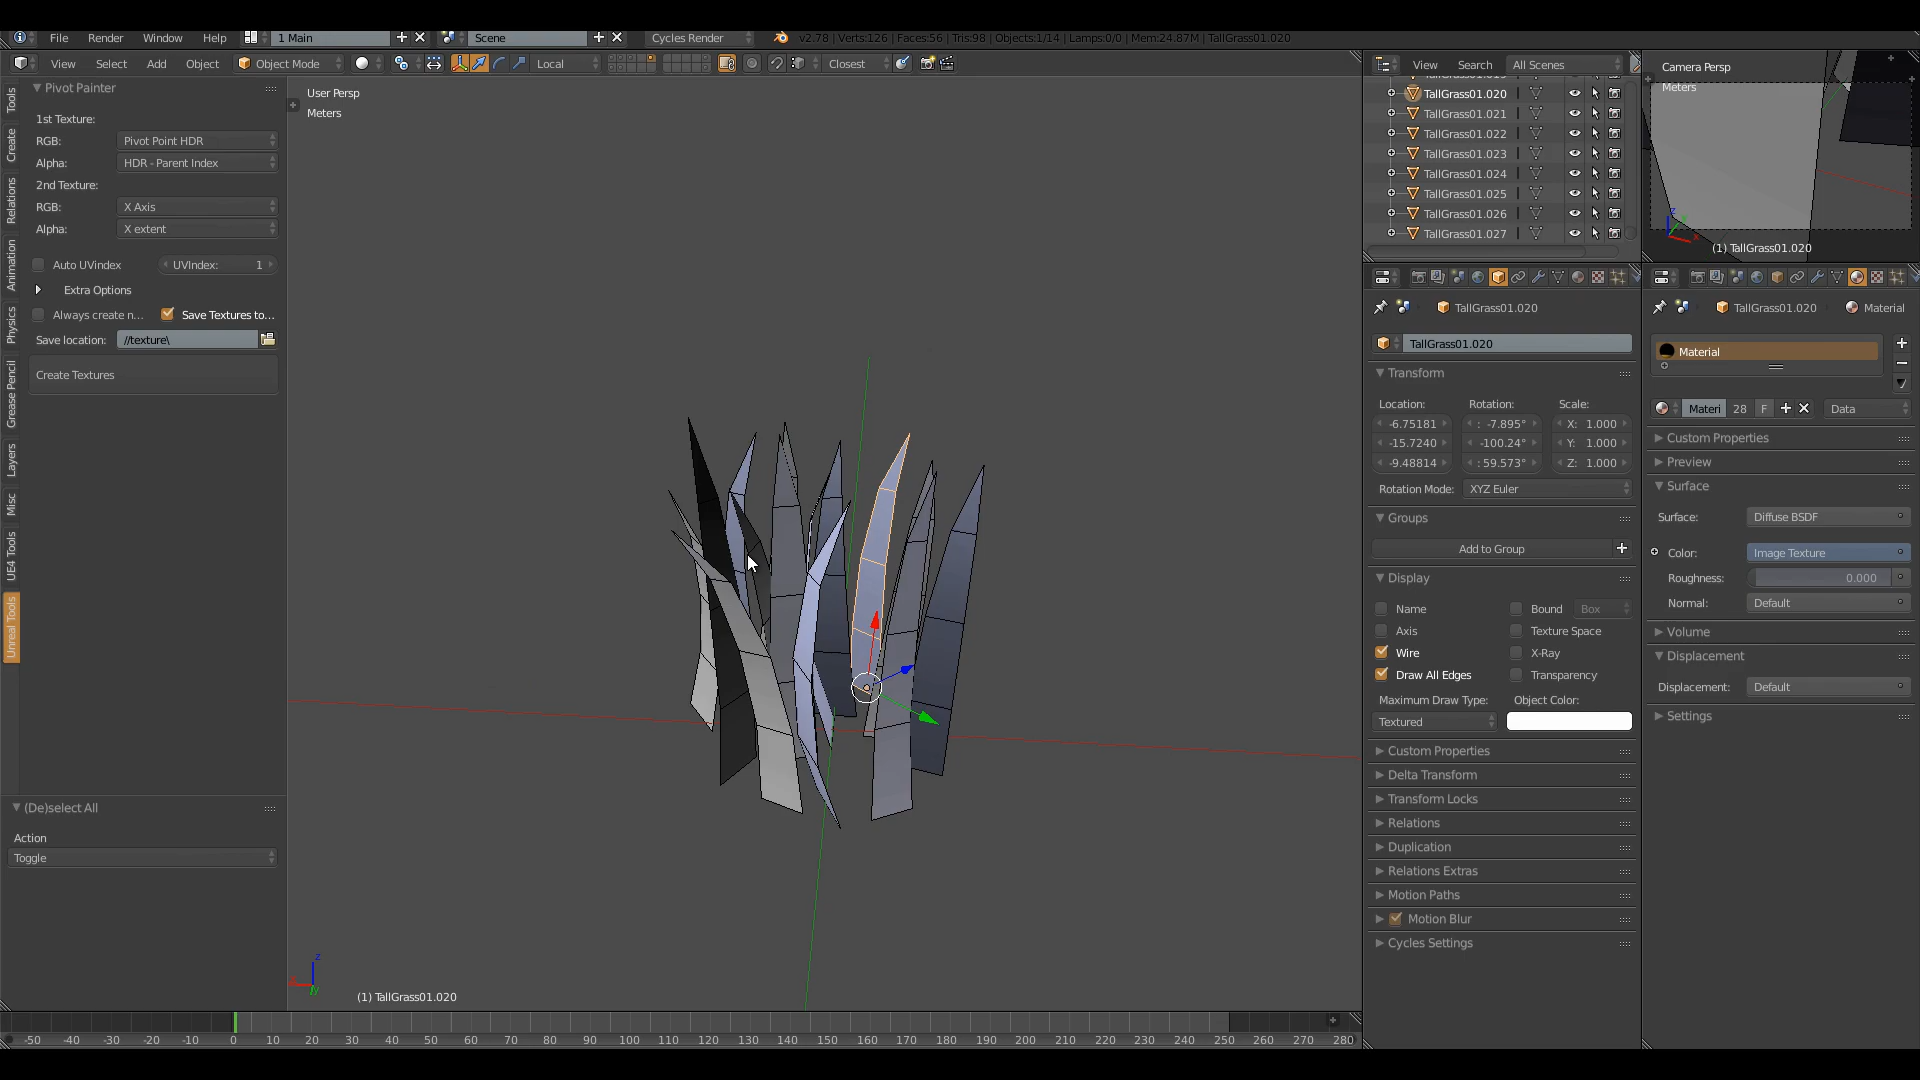 File Render Window Help 1 Main Scene Cycles Render v2.78 | Verts:126 | Faces:56 | Tris:98 | Objects:1/14 | Lamps:0/0 | Mem:24.87M | TallGrass01.020
View Select Add Object Object Mode Local Closest
Pivot Painter
1st Texture:
RGB: Pivot Point HDR
Alpha: HDR - Parent Index
2nd Texture:
RGB: X Axis
Alpha: X extent
Auto UVindex UVIndex: 1
Extra Options
Always create n... Save Textures to...
Save location: //texture\
Create Textures
Tools
Create
Relations
Animation
Physics
Grease Pencil
Layers
Misc
UE4 Tools
Unreal Tools
(De)select All
Action
Toggle
User Persp
Meters
(1) TallGrass01.020
-50 -40 -30 -20 -10 0 10 20 30 40 50 60 70 80 90 100 110 120 130 140 150 160 170 180 190 200 210 220 230 240 250 260 270 280
View Search All Scenes
TallGrass01.020
TallGrass01.021
TallGrass01.022
TallGrass01.023
TallGrass01.024
TallGrass01.025
TallGrass01.026
TallGrass01.027
Camera Persp
Meters
(1) TallGrass01.020
TallGrass01.020
TallGrass01.020
Transform
Location: Rotation: Scale:
-6.75181 : -7.895° X: 1.000
-15.7240 -100.24° Y: 1.000
-9.48814 : 59.573° Z: 1.000
Rotation Mode: XYZ Euler
Groups
Add to Group
Display
Name Bound Box
Axis Texture Space
Wire X-Ray
Draw All Edges Transparency
Maximum Draw Type: Object Color:
Textured
Custom Properties
Delta Transform
Transform Locks
Relations
Duplication
Relations Extras
Motion Paths
Motion Blur
Cycles Settings
TallGrass01.020 Material
Material
Materi 28 F Data
Custom Properties
Preview
Surface
Surface: Diffuse BSDF
Color: Image Texture
Roughness: 0.000
Normal: Default
Volume
Displacement
Displacement: Default
Settings